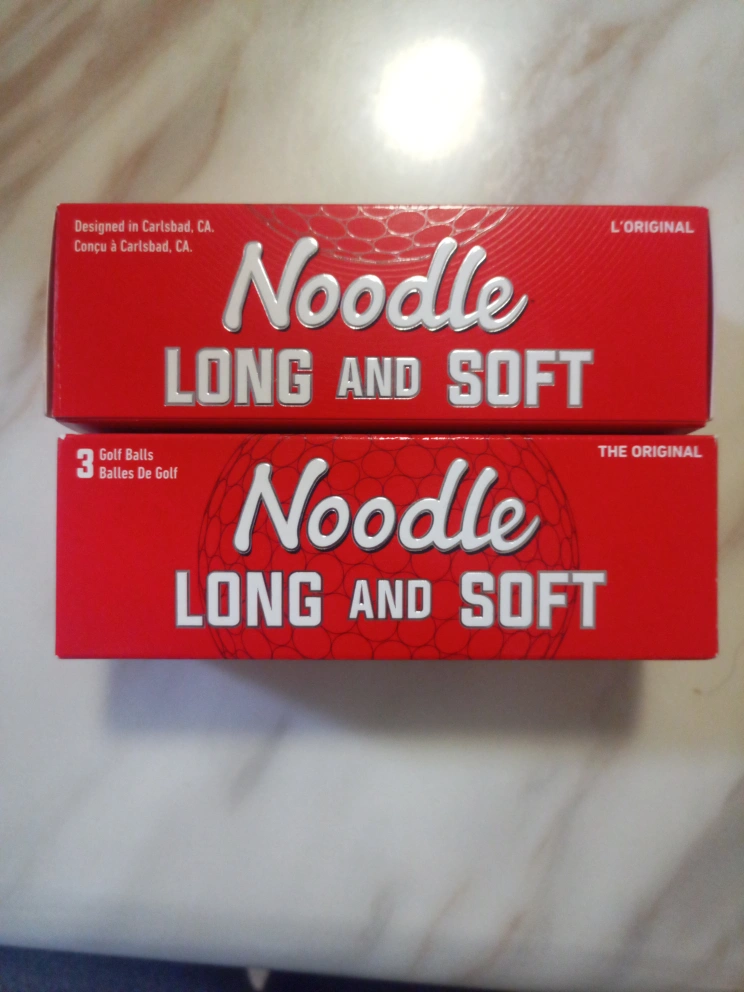 Designed in Carlsbad, CA.
Conçu à Carlsbad, CA.
L'ORIGINAL
Noodle
LONG AND SOFT
3 Golf Balls
Balles De Golf
THE ORIGINAL
Noodle
LONG AND SOFT